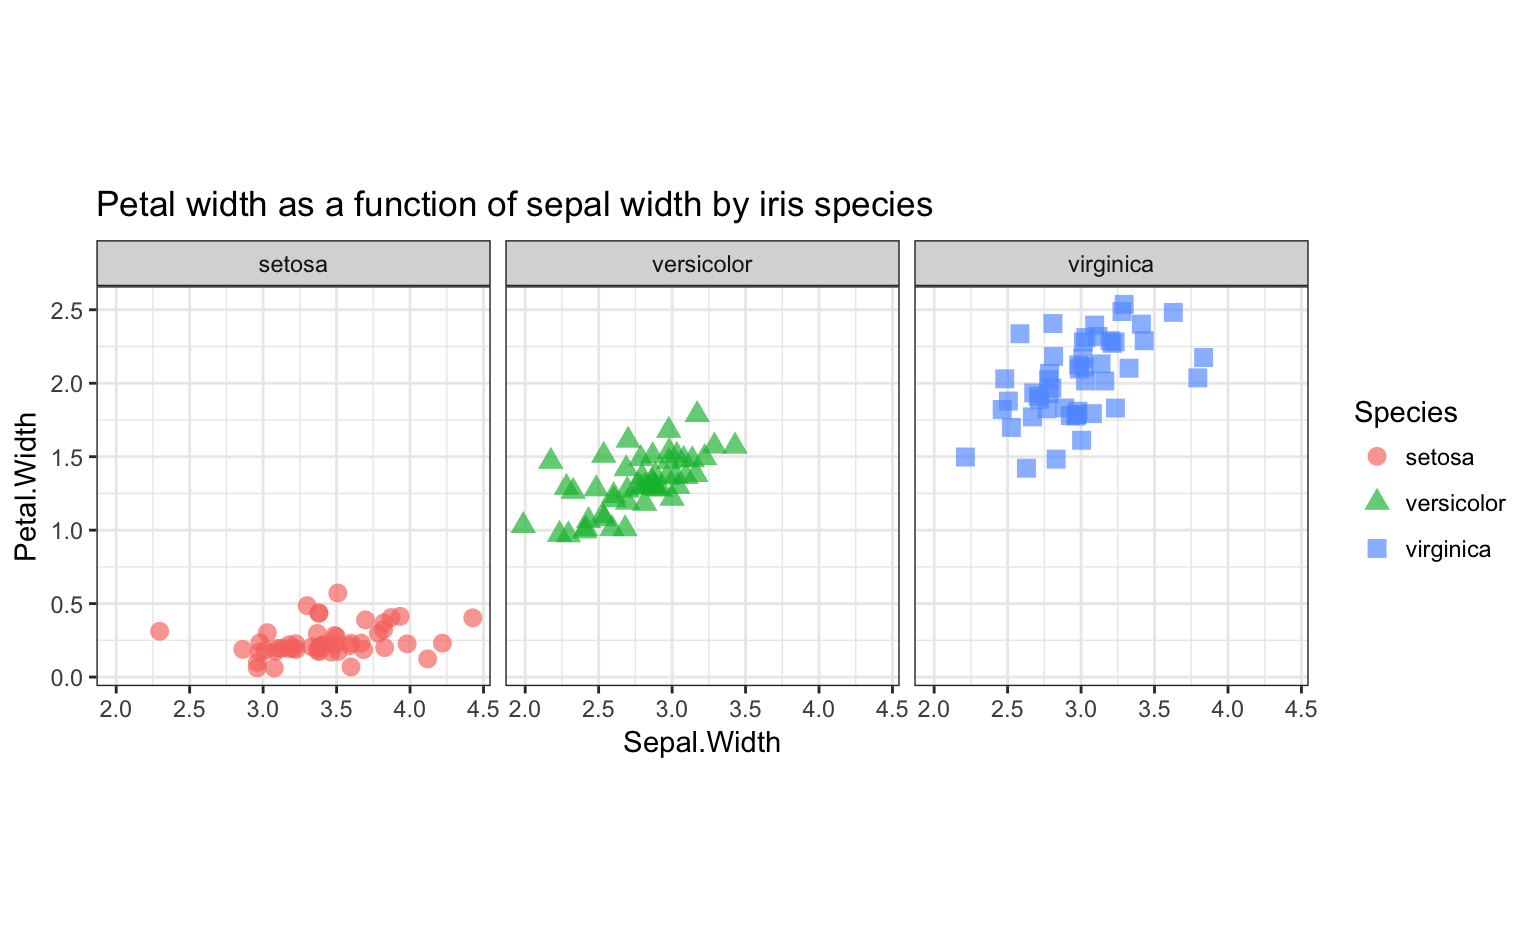 Petal width as a function of sepal width by iris species
setosa versicolor virginica
2.5
2.0
1.5
1.0
0.5
0.0
Petal.Width
2.0 2.5 3.0 3.5 4.0 4.5 2.0 2.5 3.0 3.5 4.0 4.5 2.0 2.5 3.0 3.5 4.0 4.5
Sepal.Width
Species
setosa
versicolor
virginica